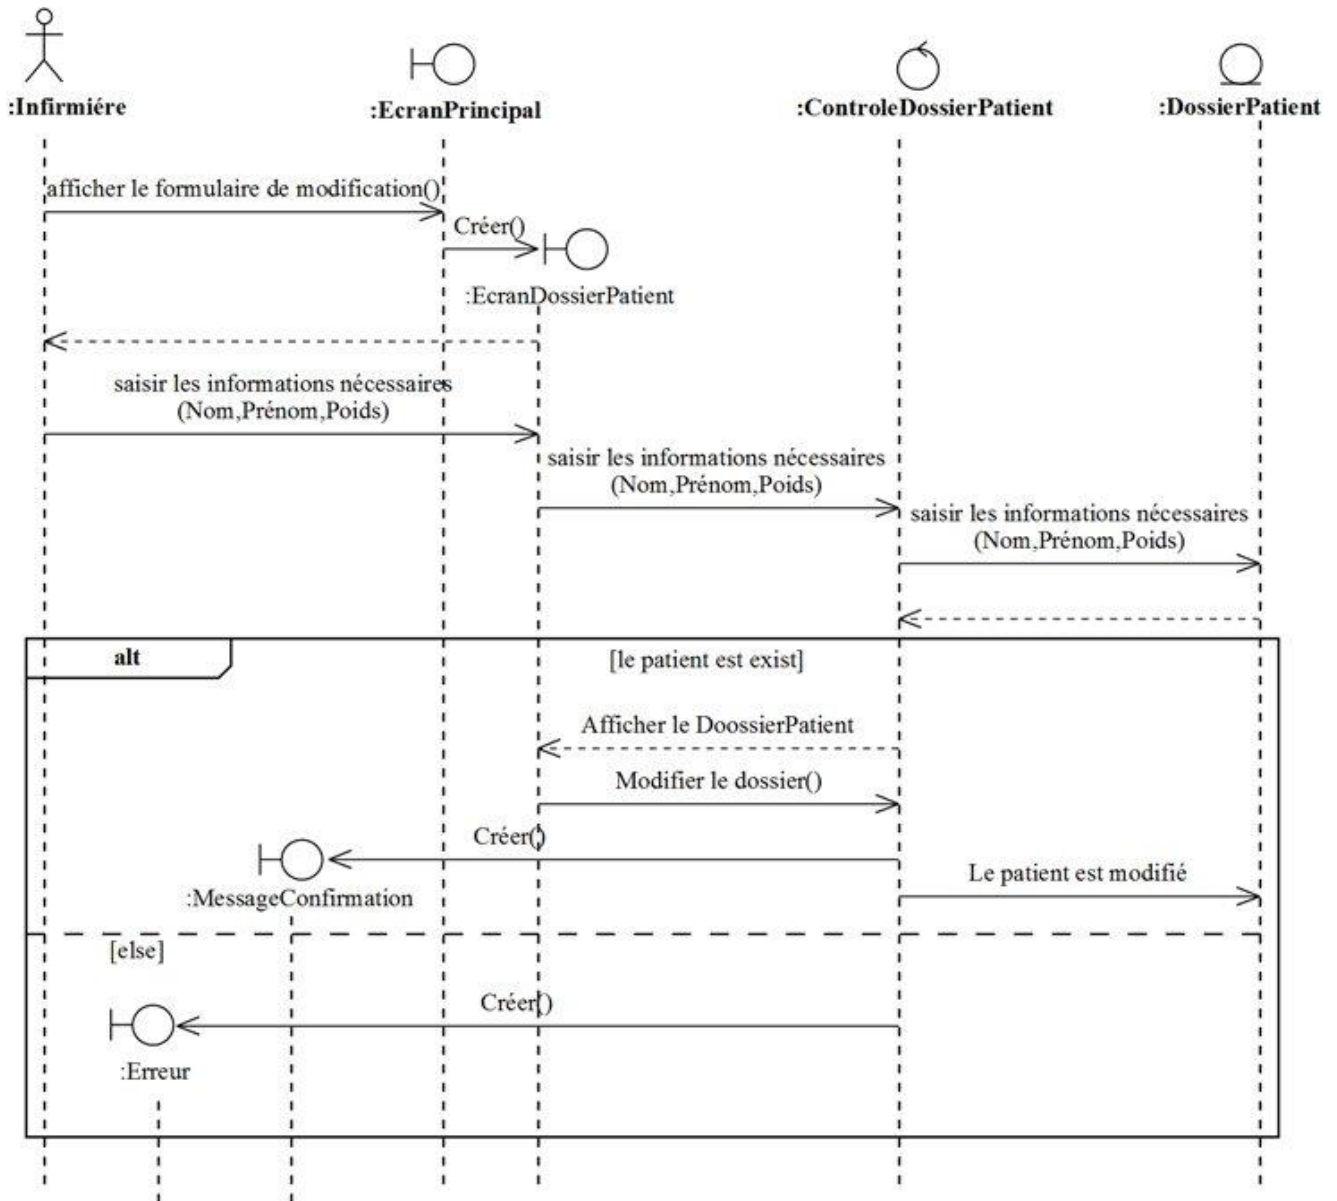 :Infirmiére
:EcranPrincipal
:ControleDossierPatient
:DossierPatient
afficher le formulaire de modification()
Créer()
:EcranDossierPatient
saisir les informations nécessaires
(Nom,Prénom,Poids)
saisir les informations nécessaires
(Nom,Prénom,Poids)
saisir les informations nécessaires
(Nom,Prénom,Poids)
alt
[le patient est exist]
Afficher le DoossierPatient
Modifier le dossier()
Créer()
:MessageConfirmation
Le patient est modifié
[else]
Créer()
:Erreur